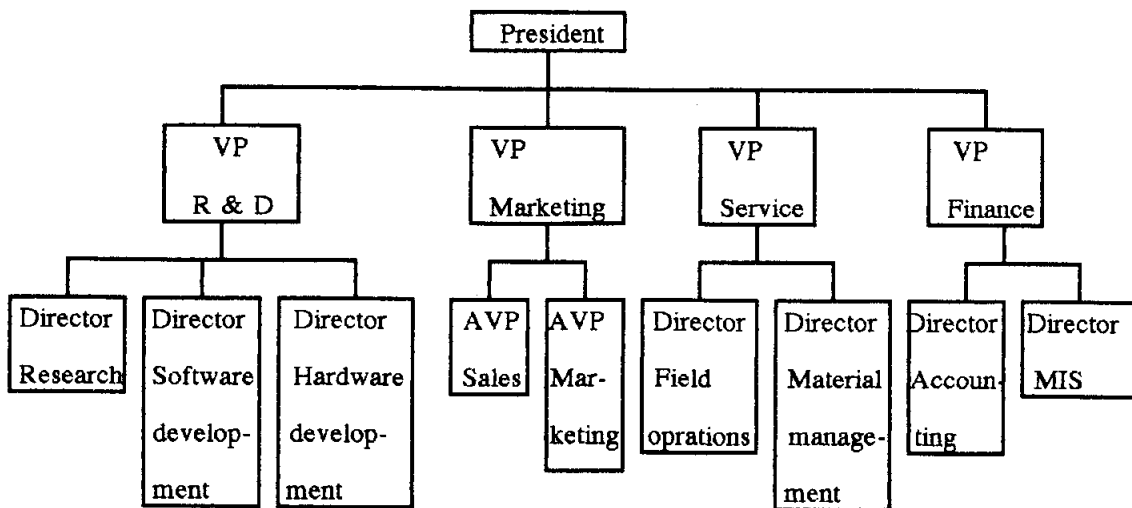 President
VP
R & D
VP
Marketing
VP
Service
VP
Finance
Director
Research
Director
Software
develop-
ment
Director
Hardware
develop-
ment
AVP
Sales
AVP
Mar-
keting
Director
Field
oprations
Director
Material
manage-
ment
Director
Accoun-
ting
Director
MIS